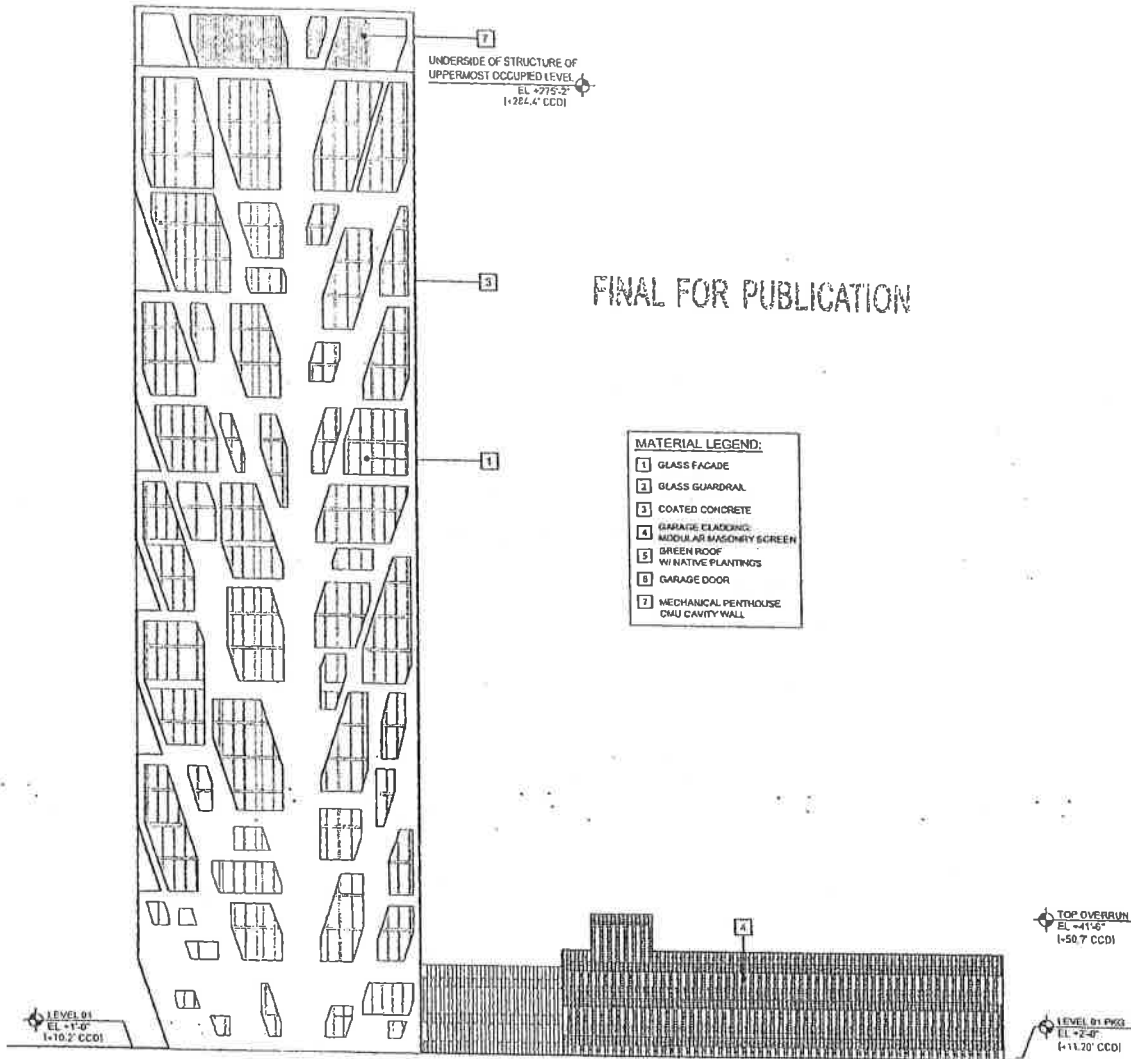 7
UNDERSIDE OF STRUCTURE OF
UPPERMOST OCCUPIED LEVEL
EL +275'-2"
[+284.4' CCD]
3
FINAL FOR PUBLICATION
1
MATERIAL LEGEND:
1 GLASS FACADE
2 GLASS GUARDRAIL
3 COATED CONCRETE
4 GARAGE CLADDING:
MODULAR MASONRY SCREEN
5 GREEN ROOF
W/ NATIVE PLANTINGS
6 GARAGE DOOR
7 MECHANICAL PENTHOUSE
CMU CAVITY WALL
4
TOP OVERRUN
EL +41'-6"
[+50.7' CCD]
LEVEL 01
EL +1'-0"
[+10.2' CCD]
LEVEL 01 PKG
EL +2'-0"
[+11.20' CCD]